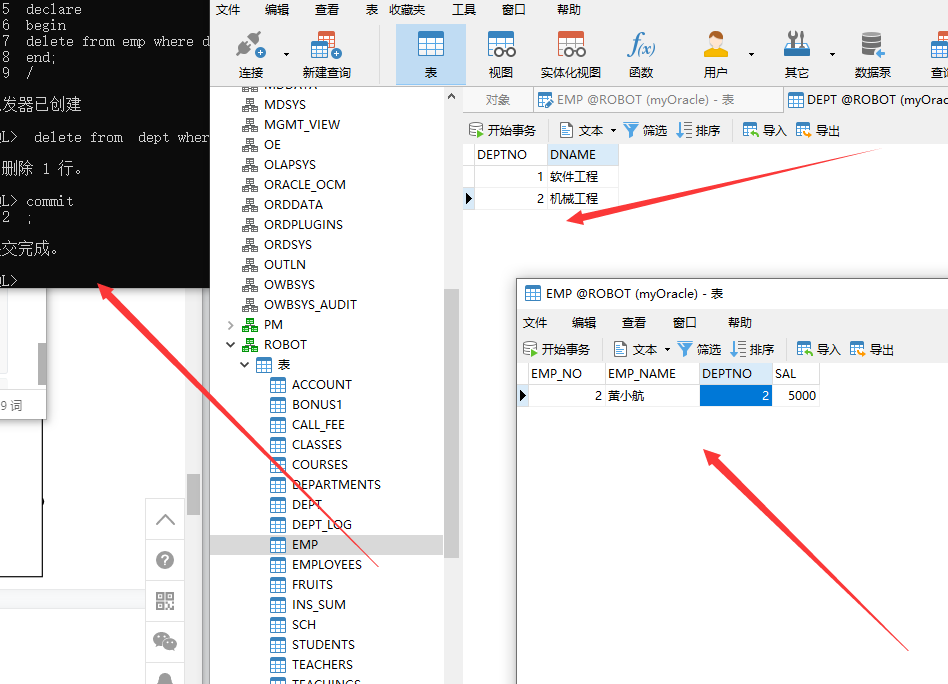 5 declare
6 begin
7 delete from emp where d
8 end;
9 /
发器已创建
QL> delete from dept wher
删除 1 行。
QL> commit
2 ;
交完成。
QL>
9 词
文件 编辑 查看 表 收藏夹 工具 窗口 帮助
连接 新建查询 表 视图 实体化视图 函数 用户 其它 数据泵 查询
MDDATA
MDSYS
MGMT_VIEW
OE
OLAPSYS
ORACLE_OCM
ORDDATA
ORDPLUGINS
ORDSYS
OUTLN
OWBSYS
OWBSYS_AUDIT
PM
ROBOT
表
ACCOUNT
BONUS1
CALL_FEE
CLASSES
COURSES
DEPARTMENTS
DEPT
DEPT_LOG
EMP
EMPLOYEES
FRUITS
INS_SUM
SCH
STUDENTS
TEACHERS
TEACHINGS
对象 EMP @ROBOT (myOracle) - 表 DEPT @ROBOT (myOrac
开始事务 文本 筛选 排序 导入 导出
DEPTNO DNAME
1 软件工程
2 机械工程
EMP @ROBOT (myOracle) - 表
文件 编辑 查看 窗口 帮助
开始事务 文本 筛选 排序 导入 导出
EMP_NO EMP_NAME DEPTNO SAL
2 黄小航 2 5000